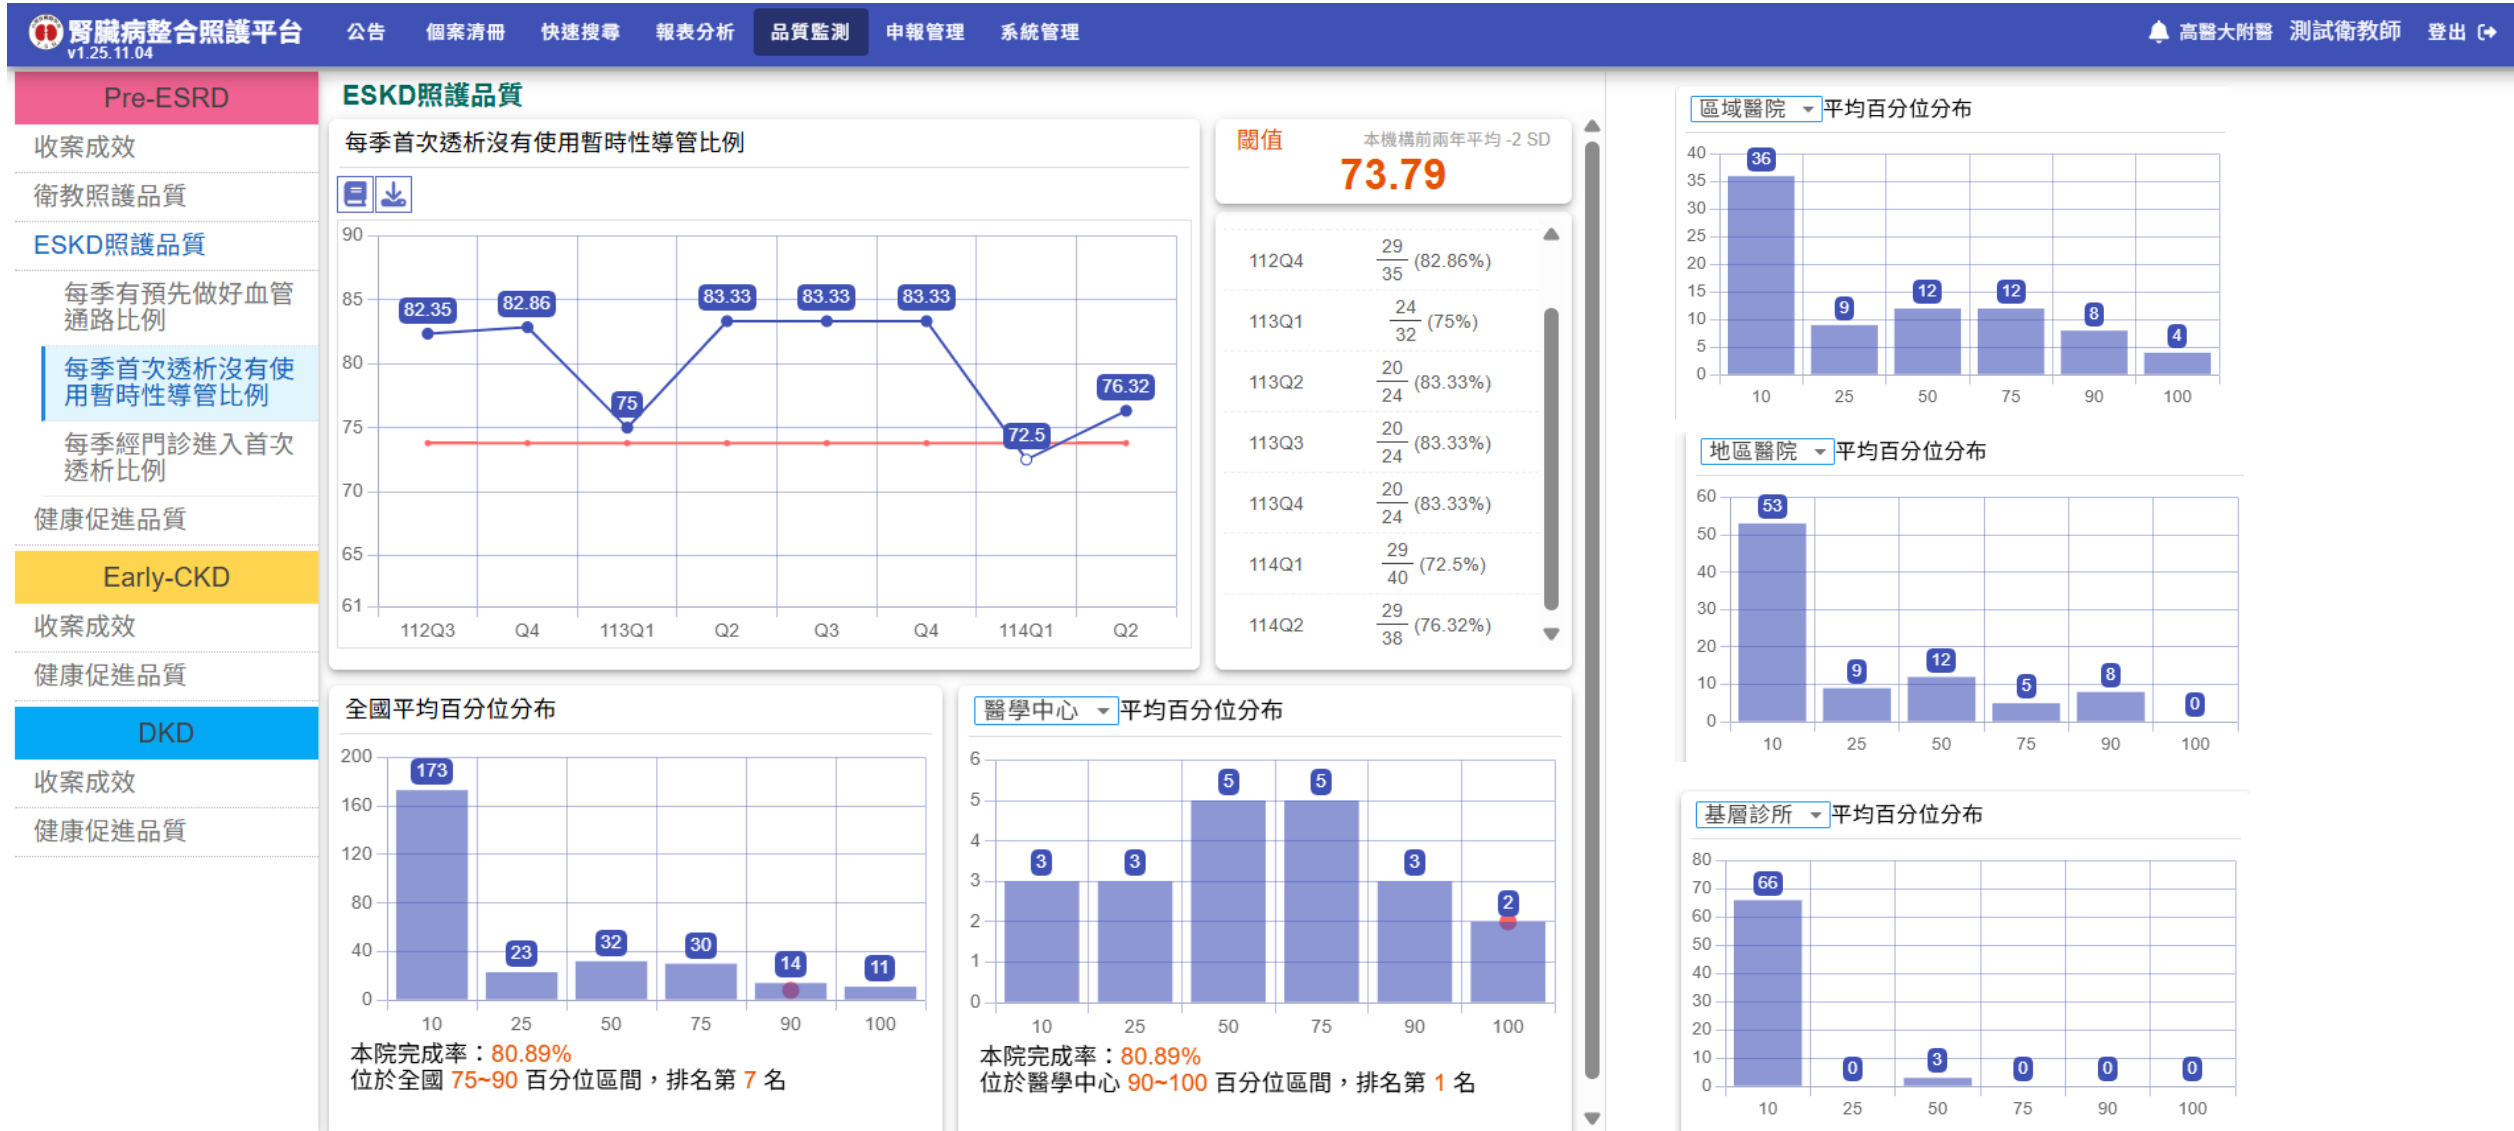 腎臟病整合照護平台
v1.25.11.04
公告 個案清冊 快速搜尋 報表分析 品質監測 申報管理 系統管理
高醫大附醫 測試衛教師 登出
Pre-ESRD
收案成效
衛教照護品質
ESKD照護品質
每季有預先做好血管
通路比例
每季首次透析沒有使
用暫時性導管比例
每季經門診進入首次
透析比例
健康促進品質
Early-CKD
收案成效
健康促進品質
DKD
收案成效
健康促進品質
ESKD照護品質
每季首次透析沒有使用暫時性導管比例
90
85
80
75
70
65
61
82.35 82.86 75 83.33 83.33 83.33 72.5 76.32
112Q3 Q4 113Q1 Q2 Q3 Q4 114Q1 Q2
閾值 本機構前兩年平均 -2 SD
73.79
112Q4 29/35 (82.86%)
113Q1 24/32 (75%)
113Q2 20/24 (83.33%)
113Q3 20/24 (83.33%)
113Q4 20/24 (83.33%)
114Q1 29/40 (72.5%)
114Q2 29/38 (76.32%)
全國平均百分位分布
200
160
120
80
40
0
173 23 32 30 14 11
10 25 50 75 90 100
本院完成率：80.89%
位於全國 75~90 百分位區間，排名第 7 名
醫學中心 平均百分位分布
6
5
4
3
2
1
0
3 3 5 5 3 2
10 25 50 75 90 100
本院完成率：80.89%
位於醫學中心 90~100 百分位區間，排名第 1 名
區域醫院 平均百分位分布
40
35
30
25
20
15
10
5
0
36 9 12 12 8 4
10 25 50 75 90 100
地區醫院 平均百分位分布
60
50
40
30
20
10
0
53 9 12 5 8 0
10 25 50 75 90 100
基層診所 平均百分位分布
80
70
60
50
40
30
20
10
0
66 0 3 0 0 0
10 25 50 75 90 100